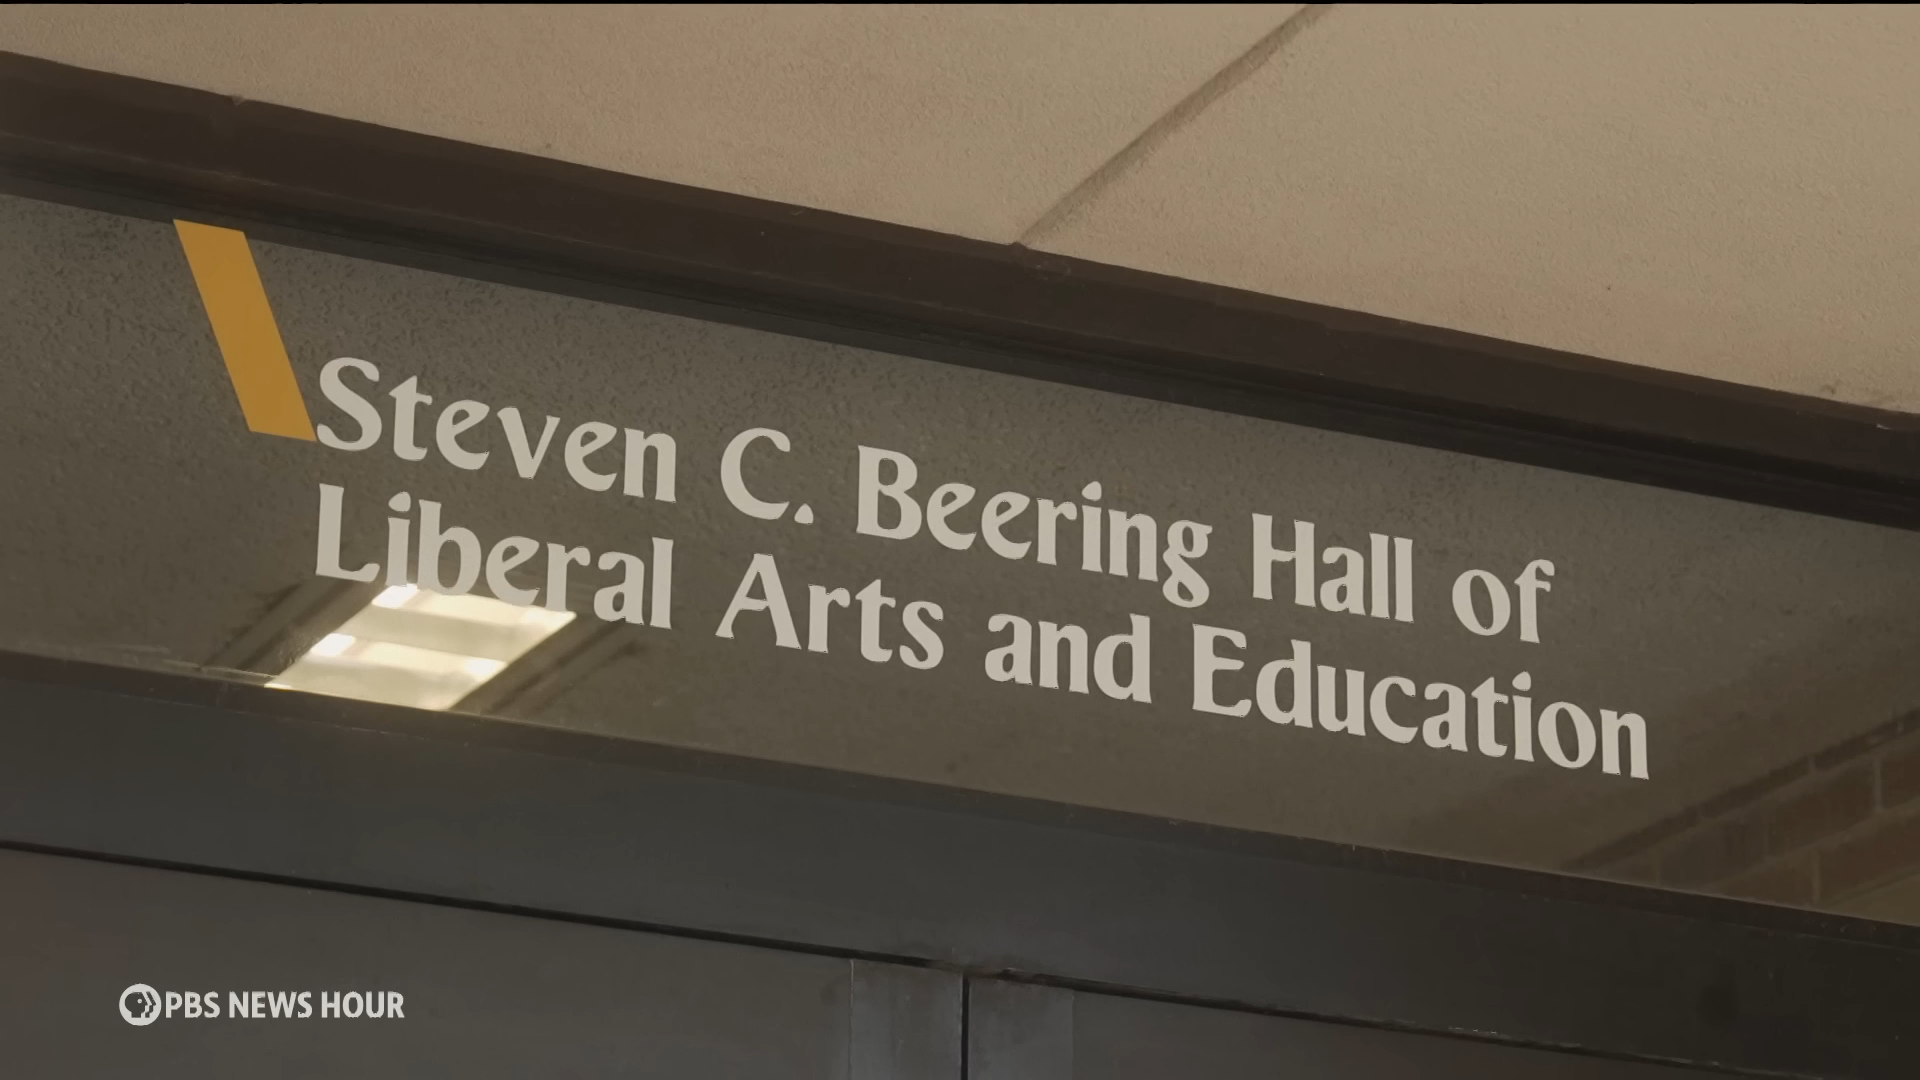 Steven C. Beering Hall of
Liberal Arts and Education
PBS NEWS HOUR